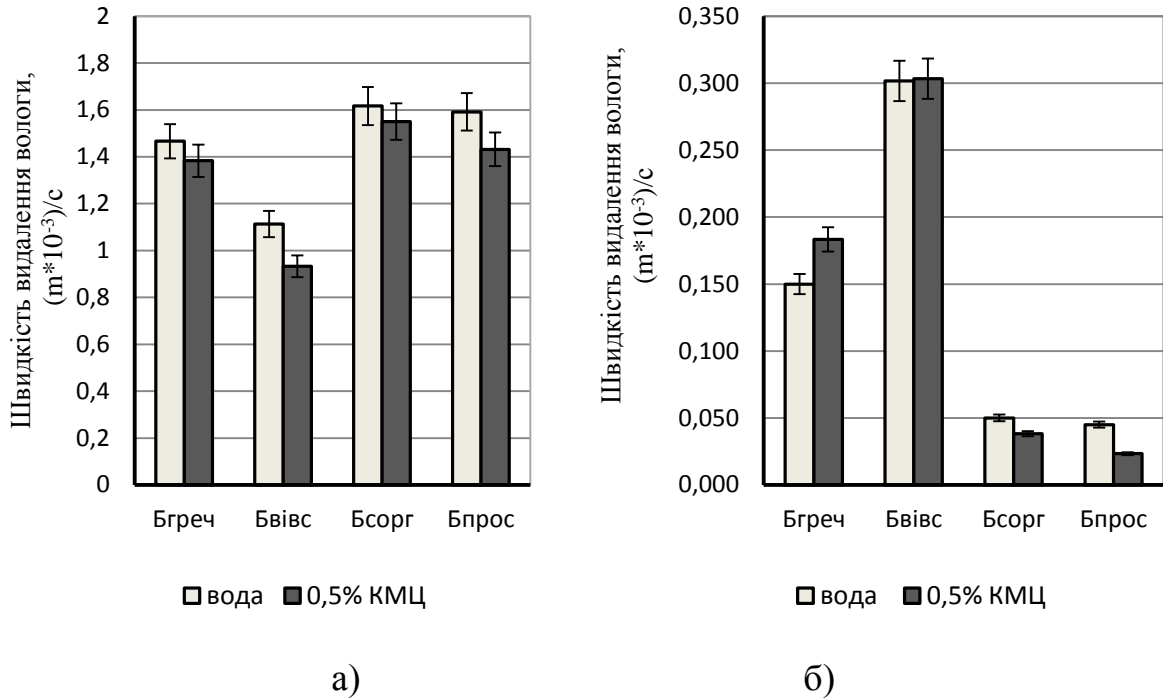 Швидкість видалення вологи,
(m*10⁻³)/с
2
1,8
1,6
1,4
1,2
1
0,8
0,6
0,4
0,2
0
Бгреч Бвівс Бсорг Бпрос
вода 0,5% КМЦ
а)
Швидкість видалення вологи,
(m*10⁻³)/с
0,350
0,300
0,250
0,200
0,150
0,100
0,050
0,000
Бгреч Бвівс Бсорг Бпрос
вода 0,5% КМЦ
б)